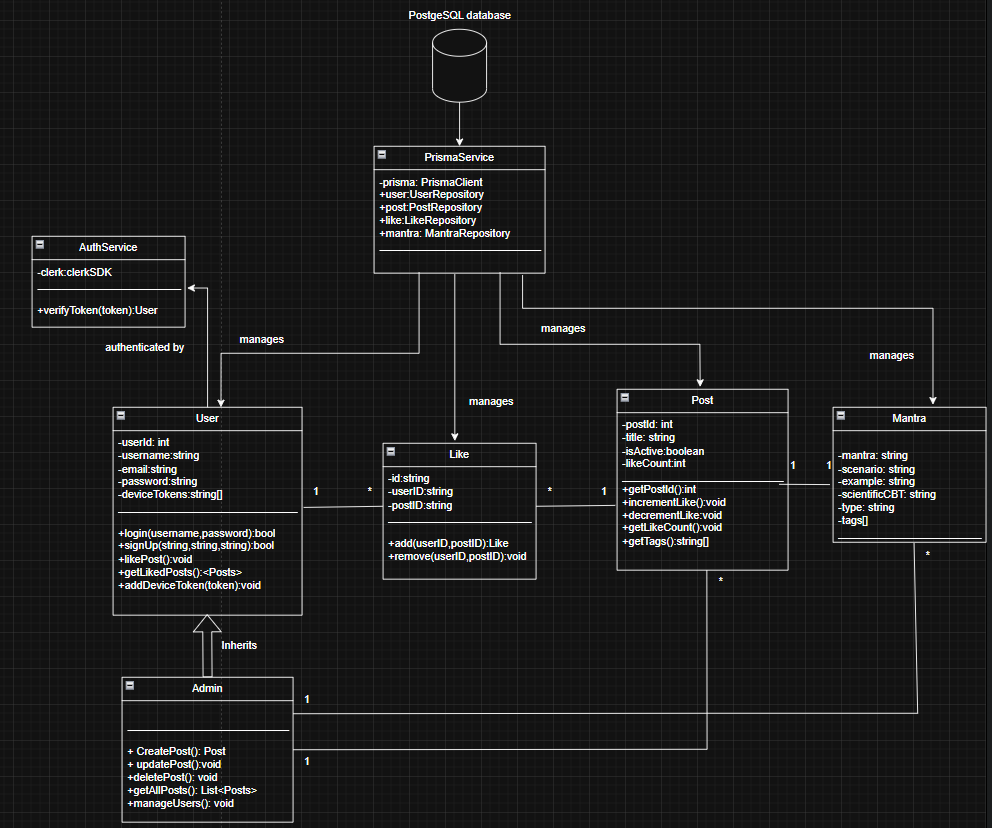 PostgeSQL database
PrismaService
-prisma: PrismaClient
+user:UserRepository
+post:PostRepository
+like:LikeRepository
+mantra: MantraRepository
AuthService
-clerk:clerkSDK
+verifyToken(token):User
authenticated by
manages
manages
manages
manages
User
-userId: int
-username:string
-email:string
-password:string
-deviceTokens:string[]
+login(username,password):bool
+signUp(string,string,string):bool
+likePost():void
+getLikedPosts():<Posts>
+addDeviceToken(token):void
1
*
Like
-id:string
-userID:string
-postID:string
+add(userID,postID):Like
+remove(userID,postID):void
*
1
Post
-postId: int
-title: string
-isActive:boolean
-likeCount:int
+getPostId():int
+incrementLike():void
+decrementLike:void
+getLikeCount():void
+getTags():string[]
1
1
Mantra
-mantra: string
-scenario: string
-example: string
-scientificCBT: string
-type: string
-tags[]
*
*
Inherits
Admin
+ CreatePost(): Post
+ updatePost():void
+deletePost(): void
+getAllPosts(): List<Posts>
+manageUsers(): void
1
1